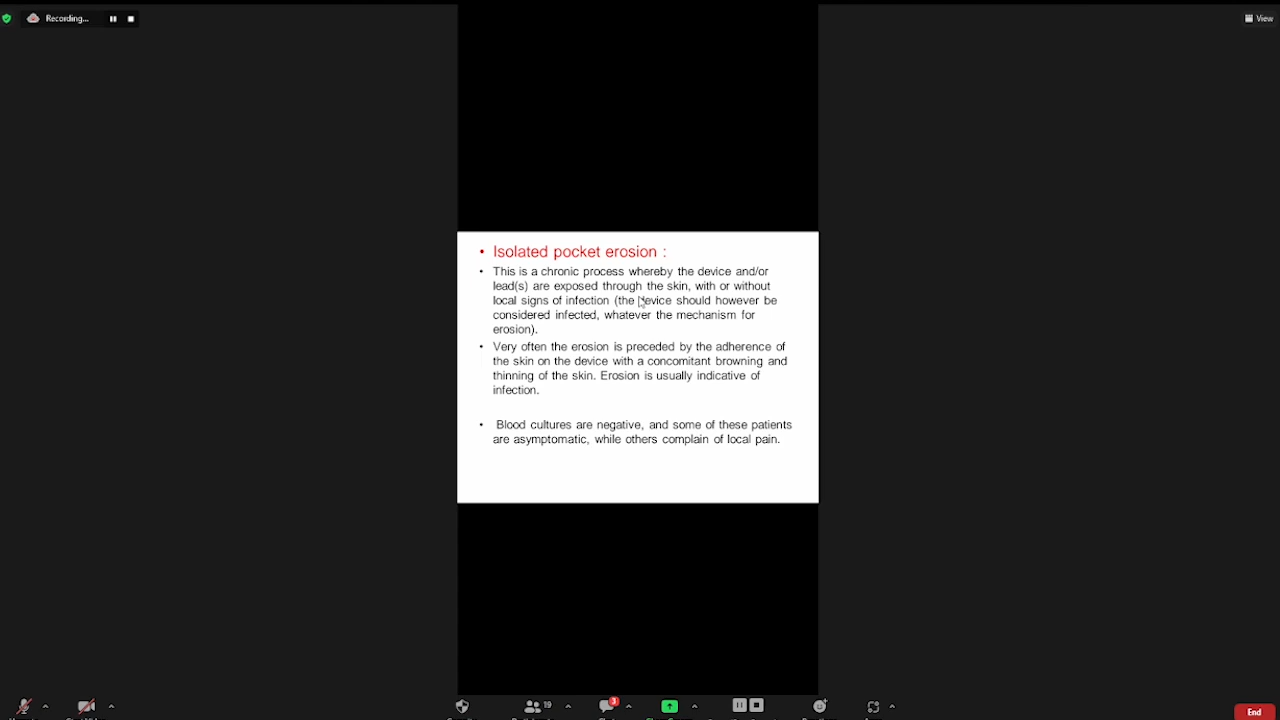 Recording...
View
• Isolated pocket erosion :
• This is a chronic process whereby the device and/or
lead(s) are exposed through the skin, with or without
local signs of infection (the device should however be
considered infected, whatever the mechanism for
erosion).
• Very often the erosion is preceded by the adherence of
the skin on the device with a concomitant browning and
thinning of the skin. Erosion is usually indicative of
infection.
• Blood cultures are negative, and some of these patients
are asymptomatic, while others complain of local pain.
19
3
End